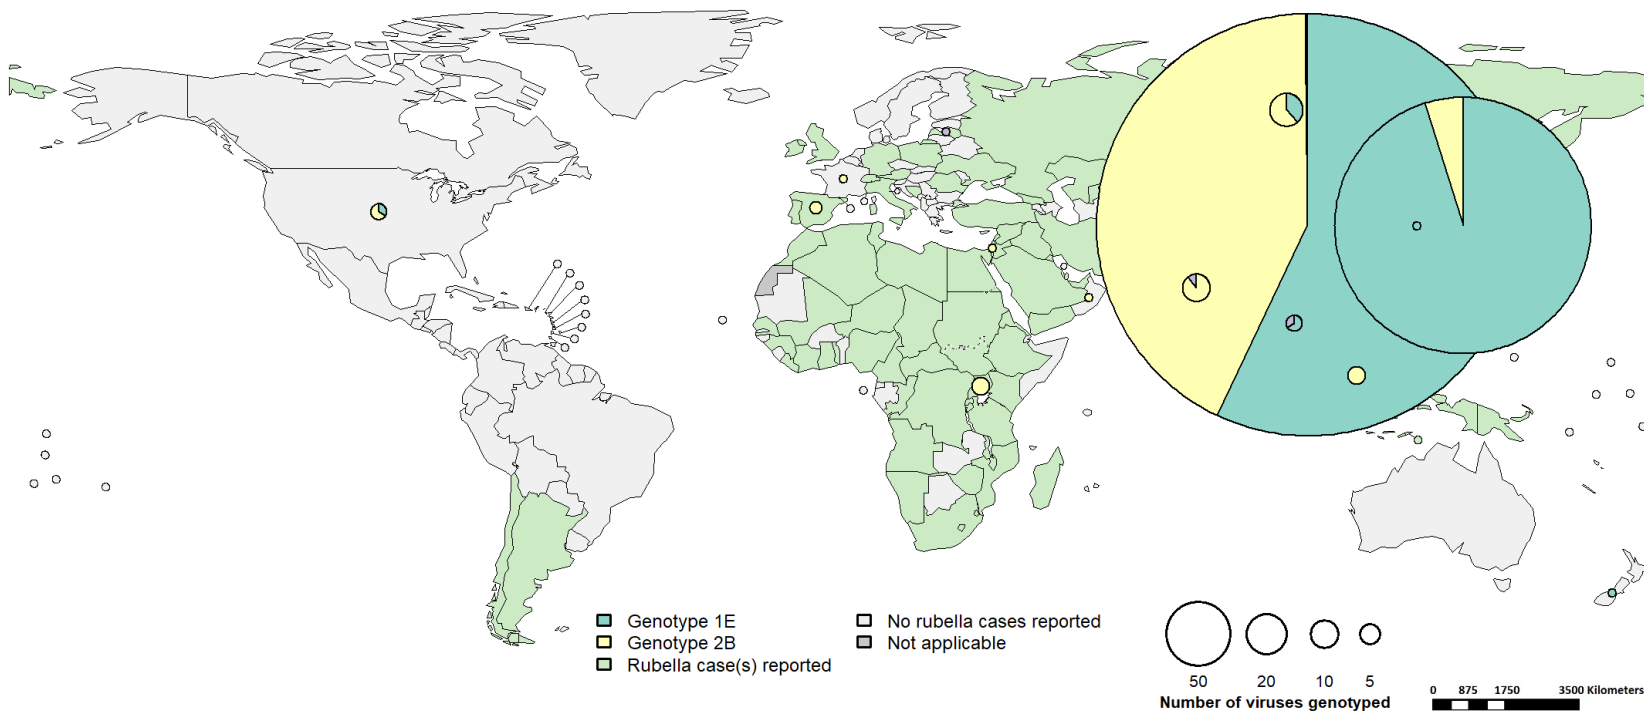 Genotype 1E
Genotype 2B
Rubella case(s) reported
No rubella cases reported
Not applicable
50 20 10 5
Number of viruses genotyped
0 875 1750 3500 Kilometers